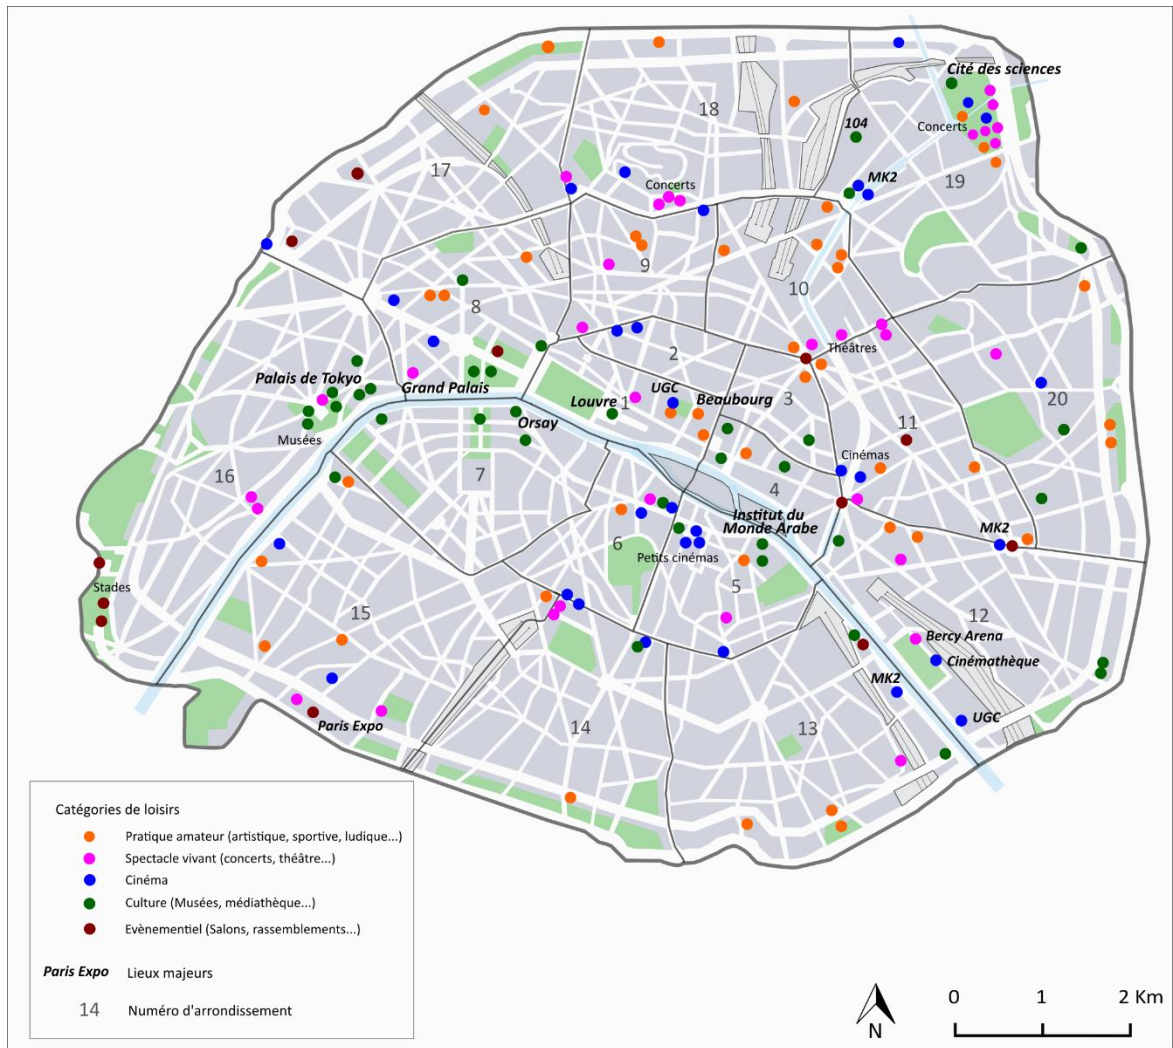 Cité des sciences
18
104
Concerts
17
MK2
19
Concerts
9
10
8
Théâtres
2
Palais de Tokyo
Grand Palais
UGC
Louvre
1
Beaubourg
3
11
20
Orsay
Musées
Cinémas
16
7
4
Institut du
Monde Arabe
MK2
6
Petits cinémas
5
Stades
15
12
Bercy Arena
Cinémathèque
MK2
Paris Expo
14
13
UGC
Catégories de loisirs
Pratique amateur (artistique, sportive, ludique...)
Spectacle vivant (concerts, théâtre...)
Cinéma
Culture (Musées, médiathèque...)
Evènementiel (Salons, rassemblements...)
Paris Expo Lieux majeurs
14 Numéro d'arrondissement
N
0 1 2 Km